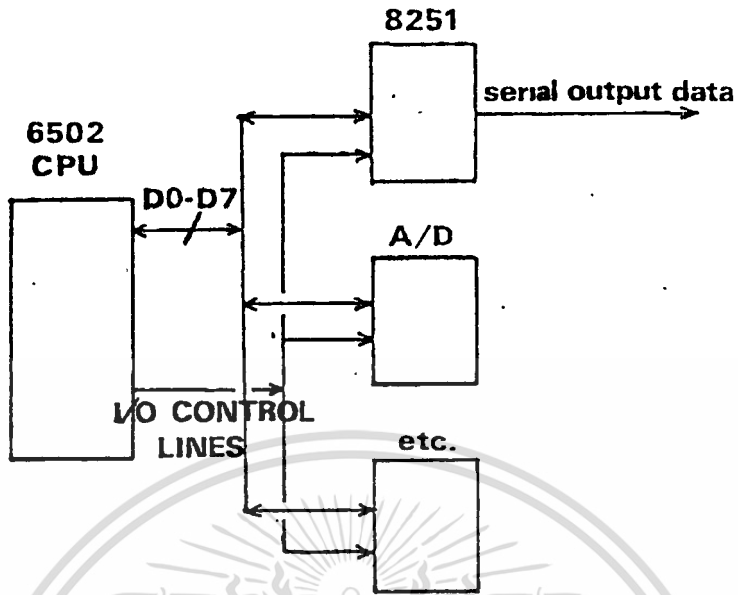 8251
serial output data
6502
CPU
D0-D7
A/D
I/O CONTROL
LINES
etc.